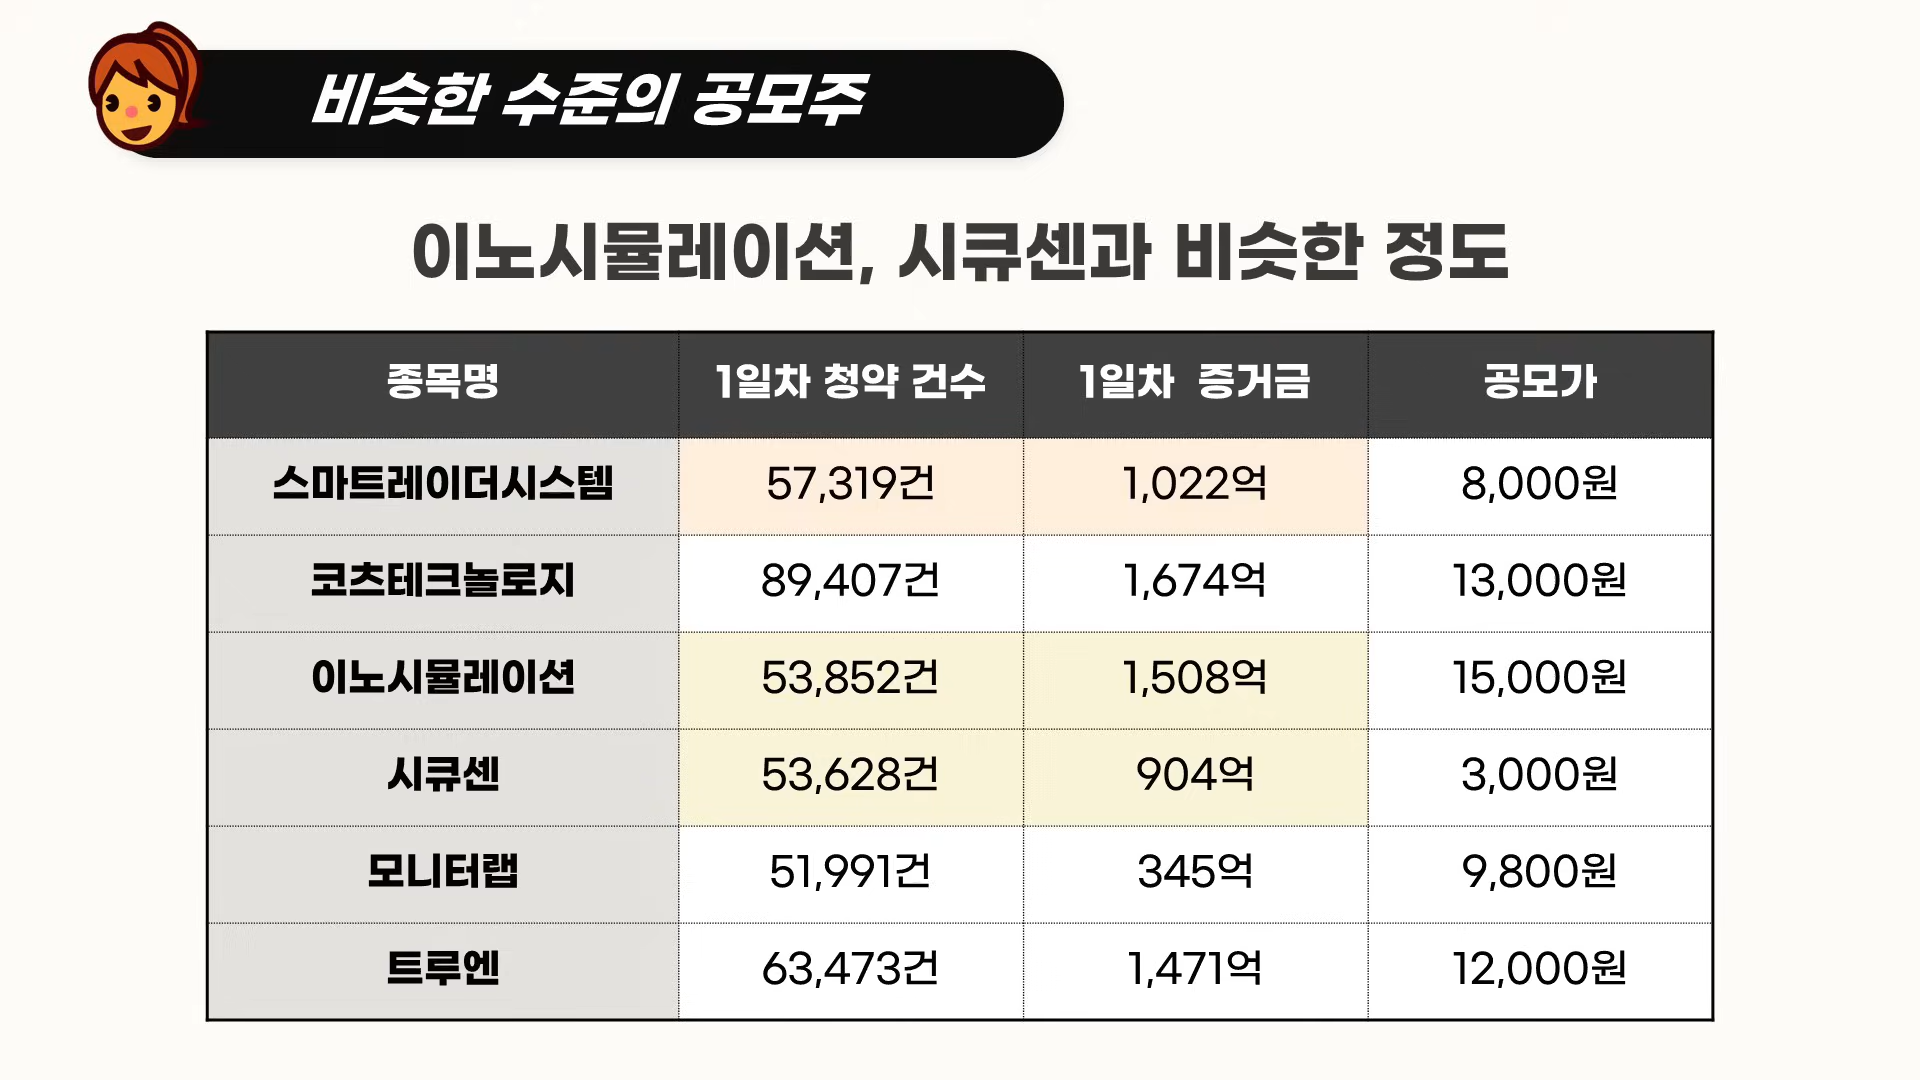 비슷한 수준의 공모주
이노시뮬레이션, 시큐센과 비슷한 정도
종목명 1일차 청약 건수 1일차 증거금 공모가
스마트레이더시스템 57,319건 1,022억 8,000원
코츠테크놀로지 89,407건 1,674억 13,000원
이노시뮬레이션 53,852건 1,508억 15,000원
시큐센 53,628건 904억 3,000원
모니터랩 51,991건 345억 9,800원
트루엔 63,473건 1,471억 12,000원